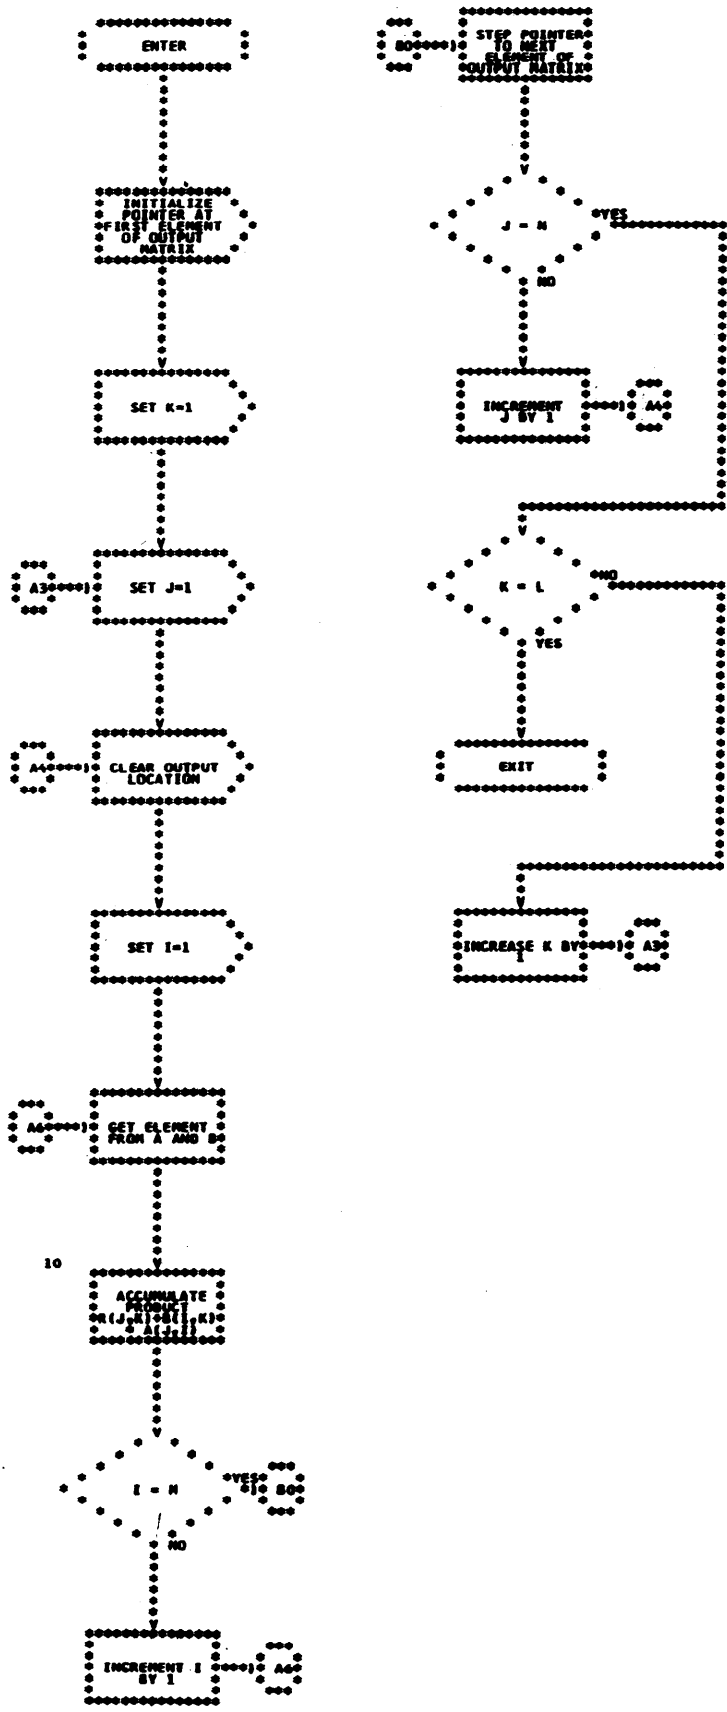 ENTER
INITIALIZE
POINTER AT
FIRST ELEMENT
OF OUTPUT
MATRIX
SET K=1
A3
SET J=1
A4
CLEAR OUTPUT
LOCATION
SET I=1
A6
GET ELEMENT
FROM A AND B
10
ACCUMULATE
PRODUCT
R(J,K)+B(I,K)
* A(J,I)
I = M
YES
B0
NO
INCREMENT I
BY 1
A6
B0
STEP POINTER
TO NEXT
ELEMENT OF
OUTPUT MATRIX
J = N
YES
NO
INCREMENT
J BY 1
A4
K = L
NO
YES
EXIT
INCREASE K BY
1
A3